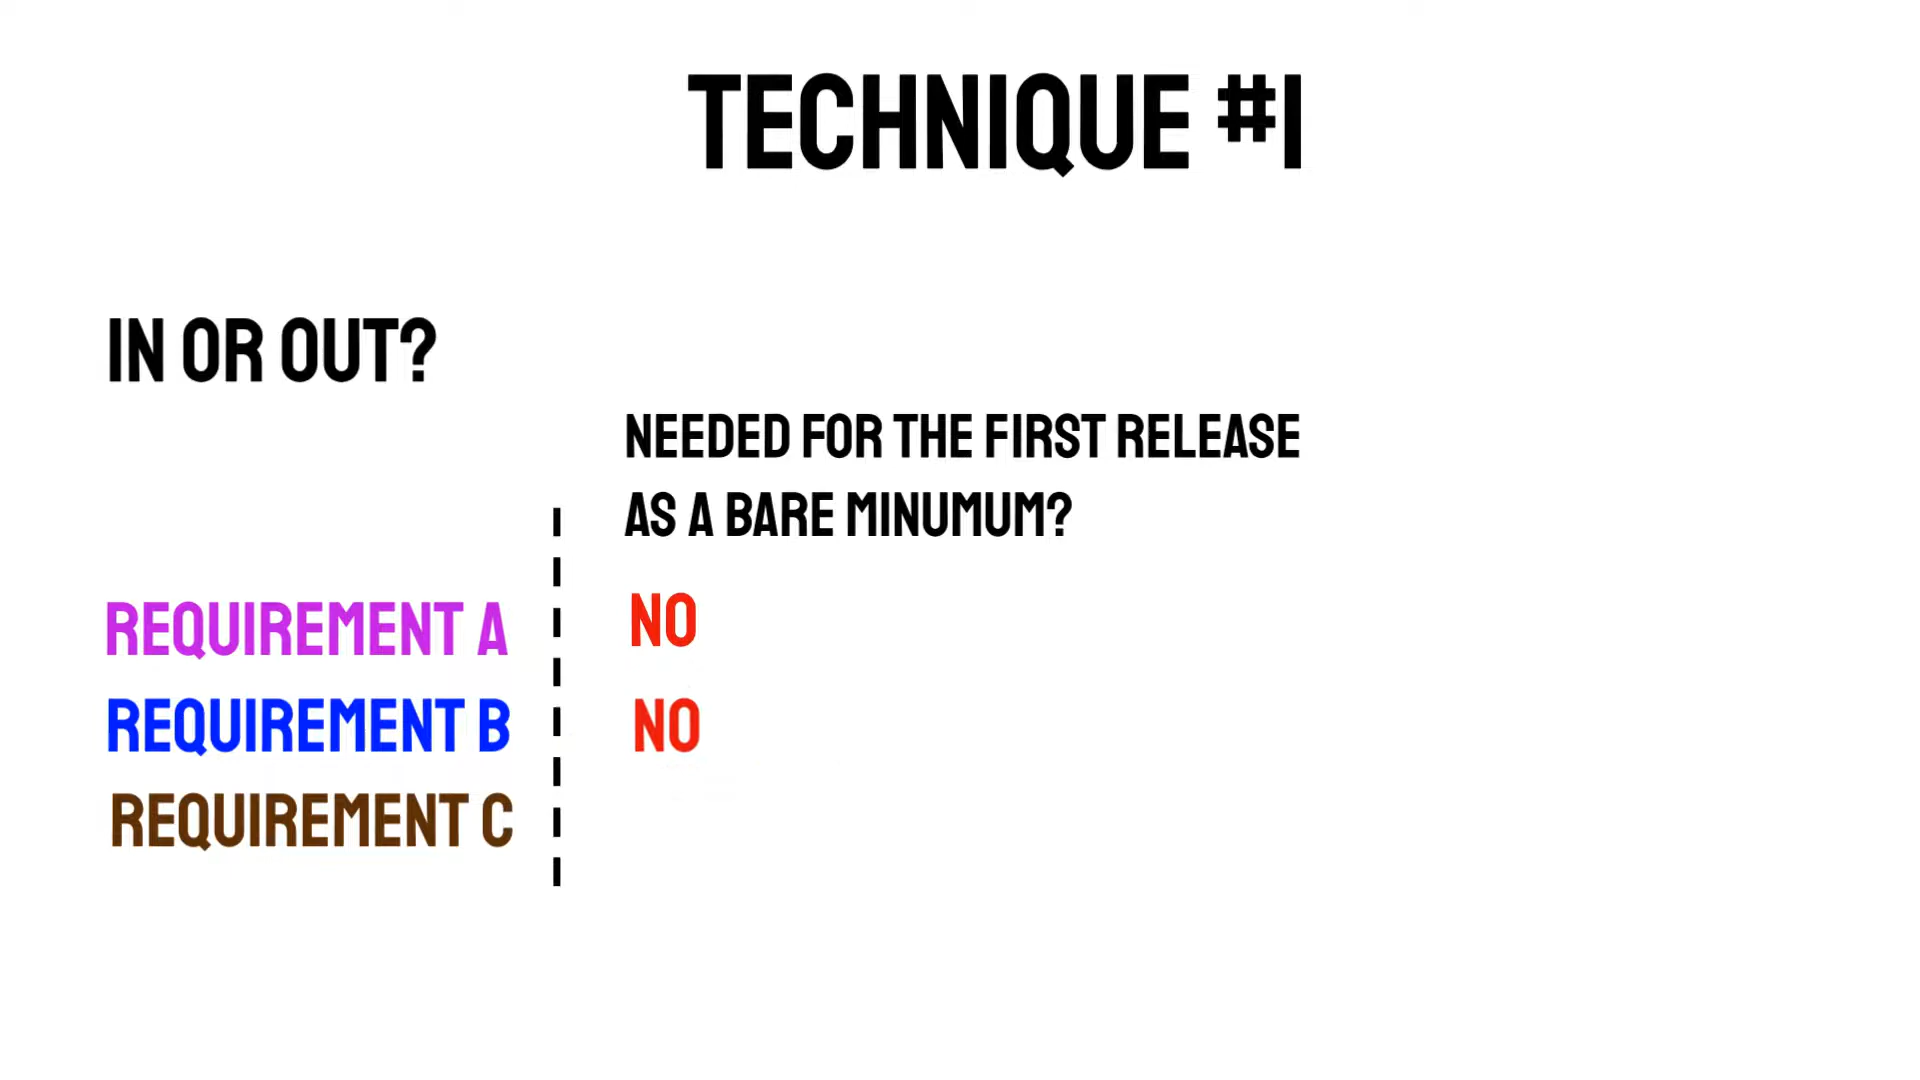 TECHNIQUE #1
IN OR OUT?
NEEDED FOR THE FIRST RELEASE
AS A BARE MINUMUM?
REQUIREMENT A NO
REQUIREMENT B NO
REQUIREMENT C